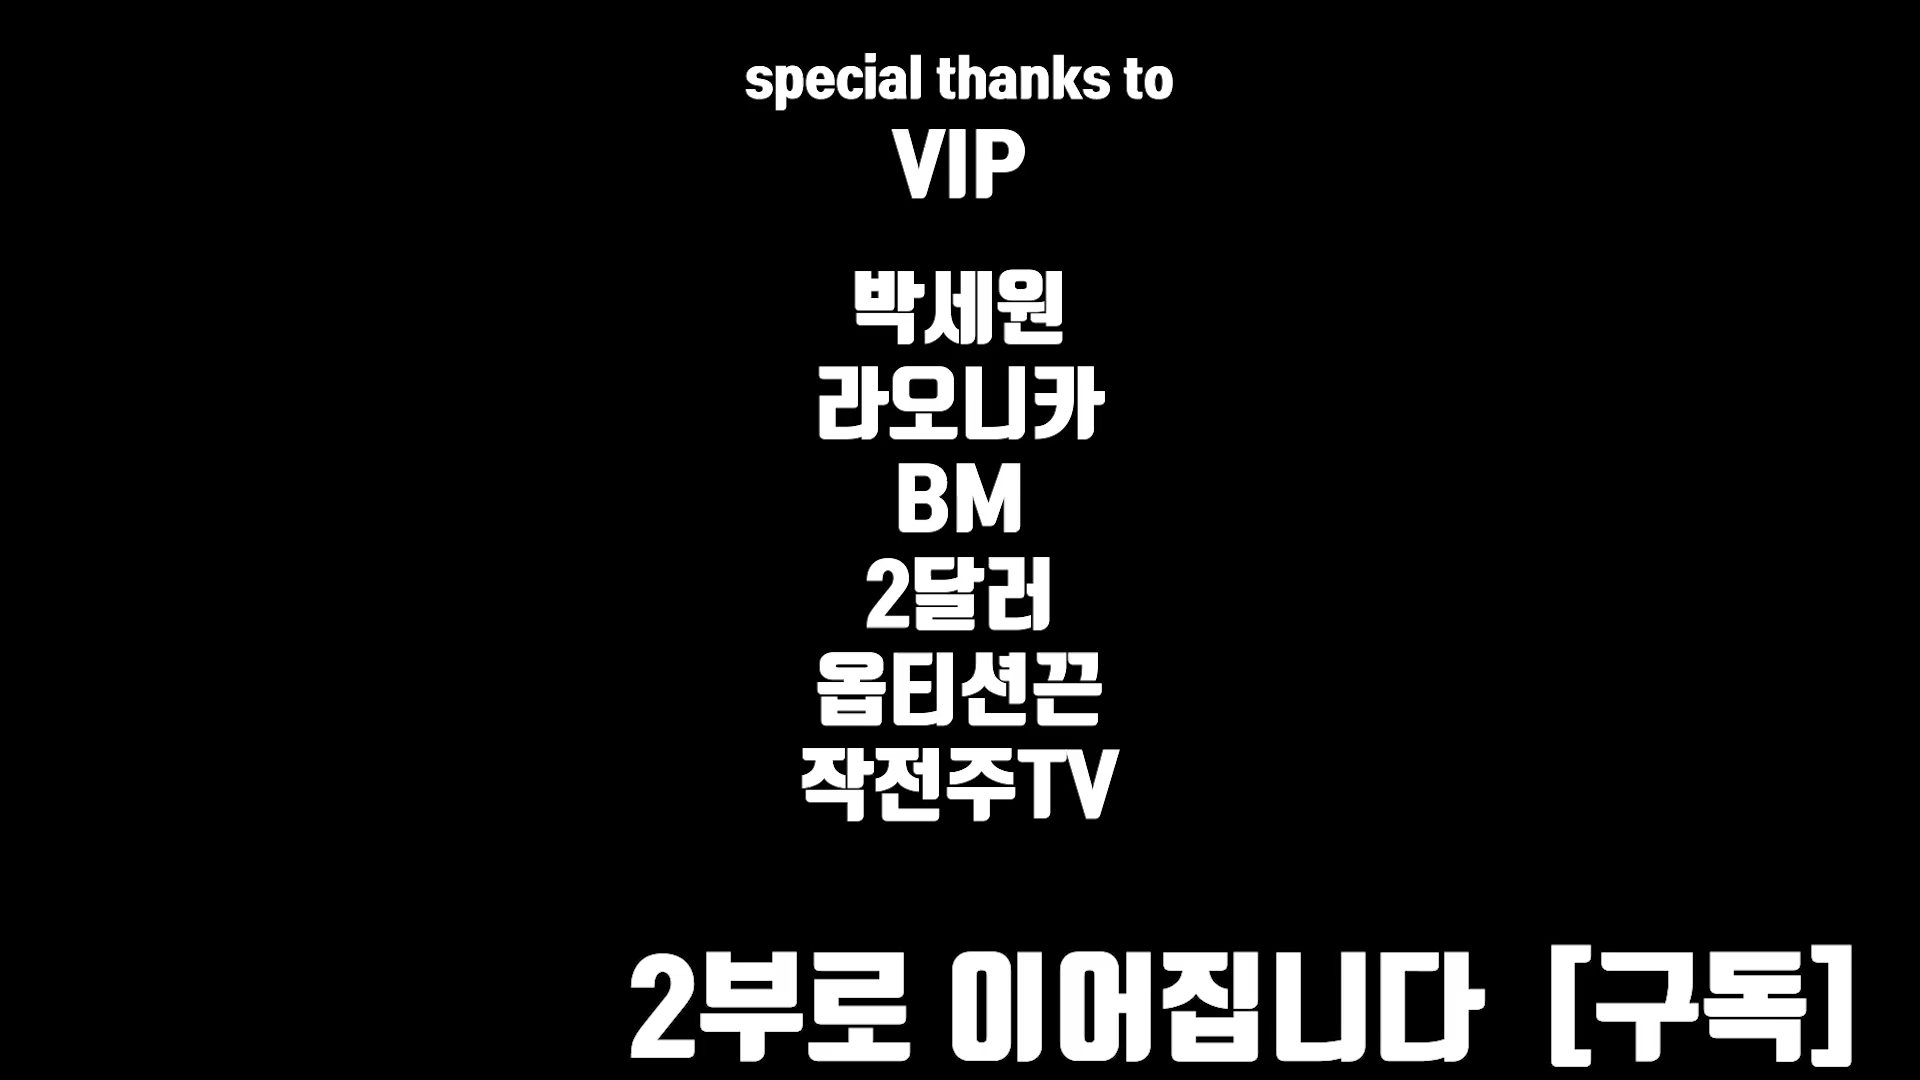 special thanks to
VIP
박세원
라오니카
BM
2달러
옵티션끈
작전주TV
2부로 이어집니다 [구독]